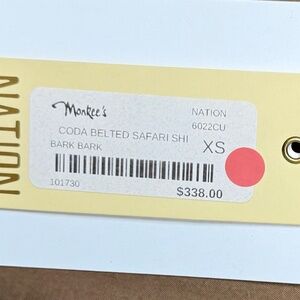 NATION
Monkee's
NATION
6022CU
CODA BELTED SAFARI SHI
BARK BARK
XS
101730
$338.00